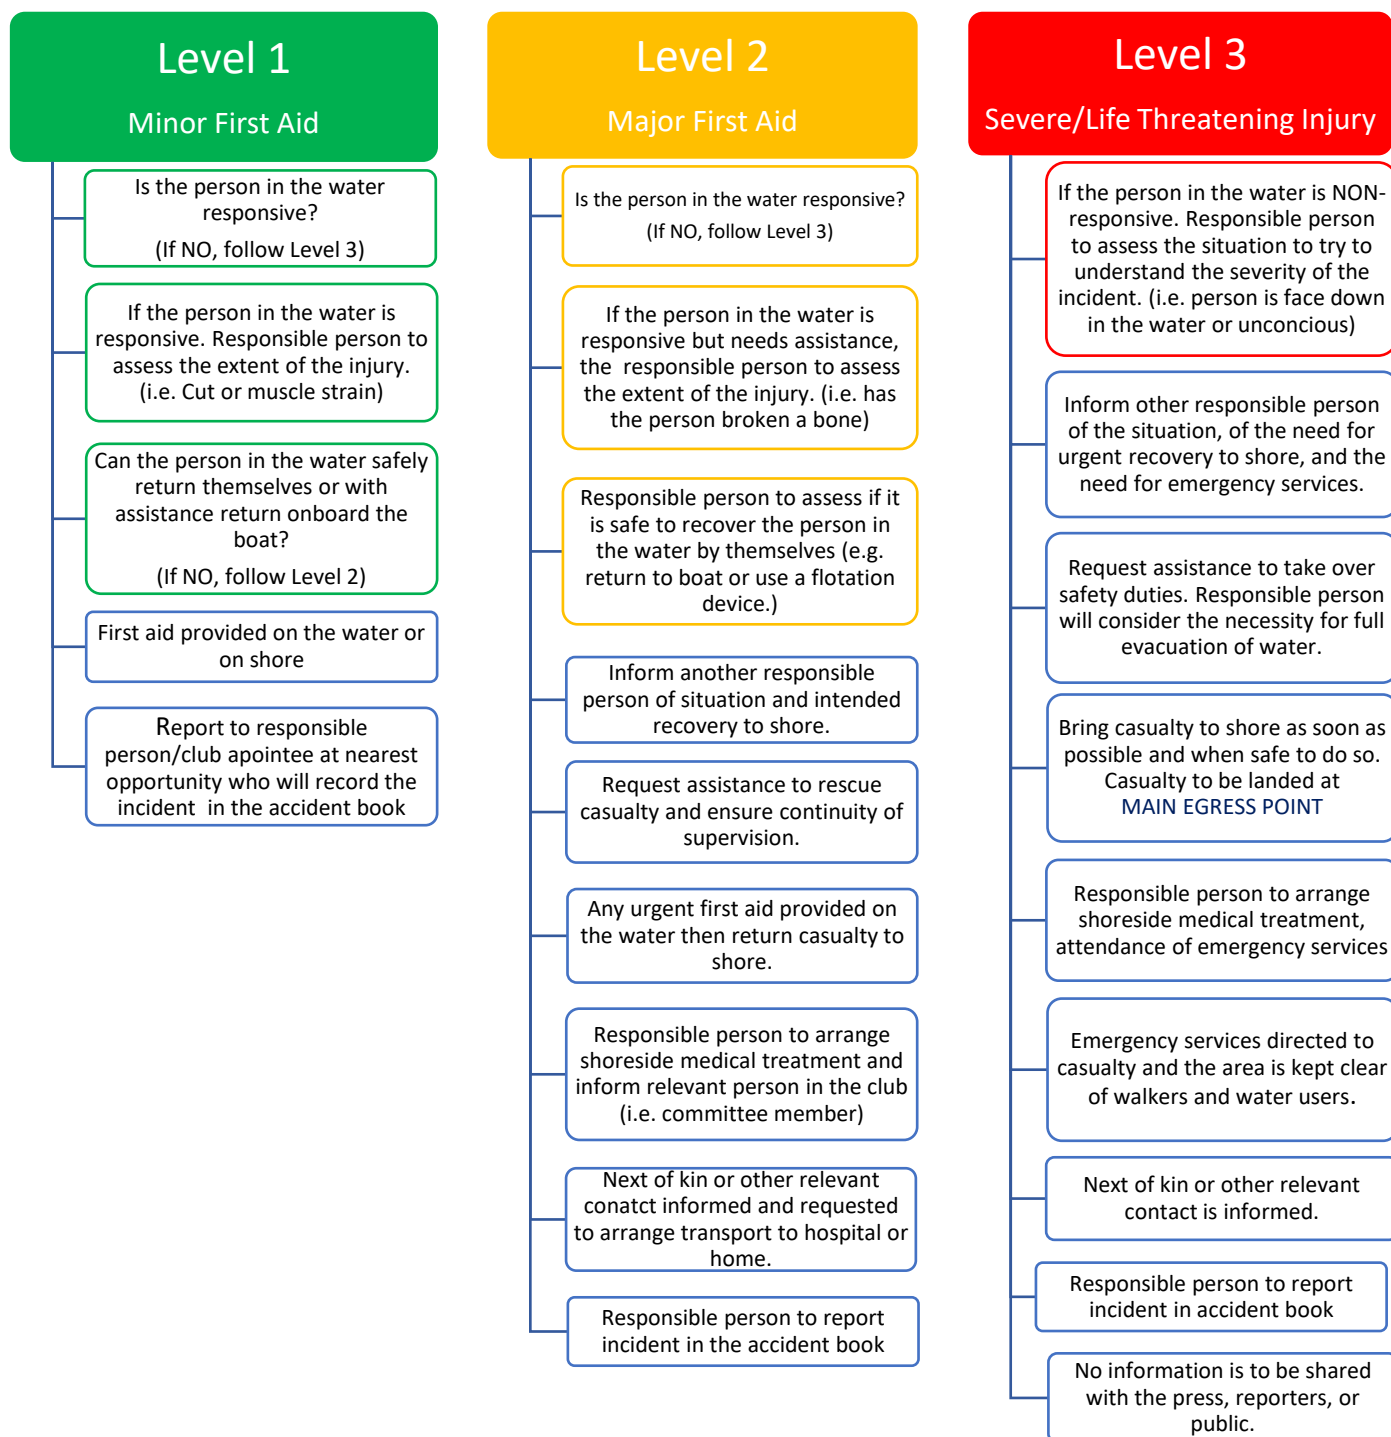 Level 1
Minor First Aid
Is the person in the water
responsive?
(If NO, follow Level 3)
If the person in the water is
responsive. Responsible person to
assess the extent of the injury.
(i.e. Cut or muscle strain)
Can the person in the water safely
return themselves or with
assistance return onboard the
boat?
(If NO, follow Level 2)
First aid provided on the water or
on shore
Report to responsible
person/club apointee at nearest
opportunity who will record the
incident in the accident book
Level 2
Major First Aid
Is the person in the water responsive?
(If NO, follow Level 3)
If the person in the water is
responsive but needs assistance,
the responsible person to assess
the extent of the injury. (i.e. has
the person broken a bone)
Responsible person to assess if it
is safe to recover the person in
the water by themselves (e.g.
return to boat or use a flotation
device.)
Inform another responsible
person of situation and intended
recovery to shore.
Request assistance to rescue
casualty and ensure continuity of
supervision.
Any urgent first aid provided on
the water then return casualty to
shore.
Responsible person to arrange
shoreside medical treatment and
inform relevant person in the club
(i.e. committee member)
Next of kin or other relevant
conatct informed and requested
to arrange transport to hospital or
home.
Responsible person to report
incident in the accident book
Level 3
Severe/Life Threatening Injury
If the person in the water is NON-
responsive. Responsible person
to assess the situation to try to
understand the severity of the
incident. (i.e. person is face down
in the water or unconcious)
Inform other responsible person
of the situation, of the need for
urgent recovery to shore, and the
need for emergency services.
Request assistance to take over
safety duties. Responsible person
will consider the necessity for full
evacuation of water.
Bring casualty to shore as soon as
possible and when safe to do so.
Casualty to be landed at
MAIN EGRESS POINT
Responsible person to arrange
shoreside medical treatment,
attendance of emergency services
Emergency services directed to
casualty and the area is kept clear
of walkers and water users.
Next of kin or other relevant
contact is informed.
Responsible person to report
incident in accident book
No information is to be shared
with the press, reporters, or
public.